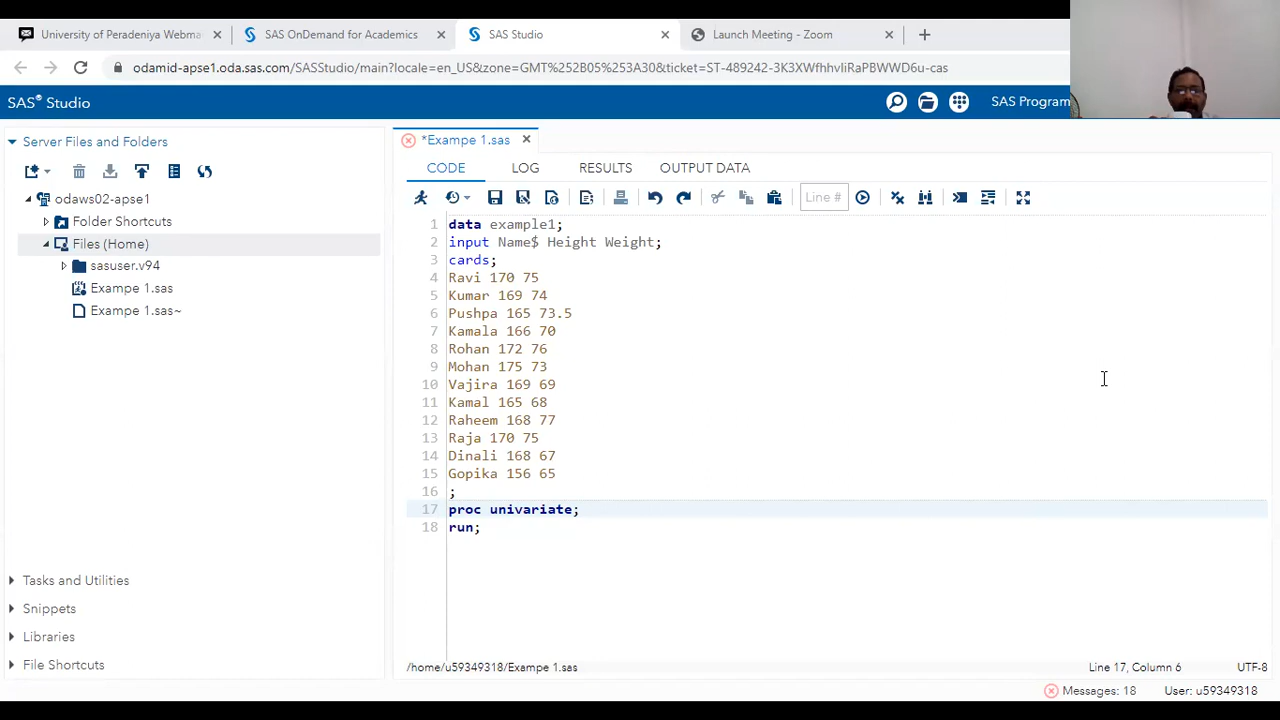 University of Peradeniya Webma
SAS OnDemand for Academics
SAS Studio
Launch Meeting - Zoom
odamid-apse1.oda.sas.com/SASStudio/main?locale=en_US&zone=GMT%252B05%253A30&ticket=ST-489242-3K3XWfhhvIiRaPBWWD6u-cas
SAS® Studio
SAS Program
Server Files and Folders
*Exampe 1.sas
CODE LOG RESULTS OUTPUT DATA
Line #
odaws02-apse1
Folder Shortcuts
Files (Home)
sasuser.v94
Exampe 1.sas
Exampe 1.sas~
1 data example1;
2 input Name$ Height Weight;
3 cards;
4 Ravi 170 75
5 Kumar 169 74
6 Pushpa 165 73.5
7 Kamala 166 70
8 Rohan 172 76
9 Mohan 175 73
10 Vajira 169 69
11 Kamal 165 68
12 Raheem 168 77
13 Raja 170 75
14 Dinali 168 67
15 Gopika 156 65
16 ;
17 proc univariate;
18 run;
Tasks and Utilities
Snippets
Libraries
File Shortcuts
/home/u59349318/Exampe 1.sas
Line 17, Column 6
UTF-8
Messages: 18
User: u59349318